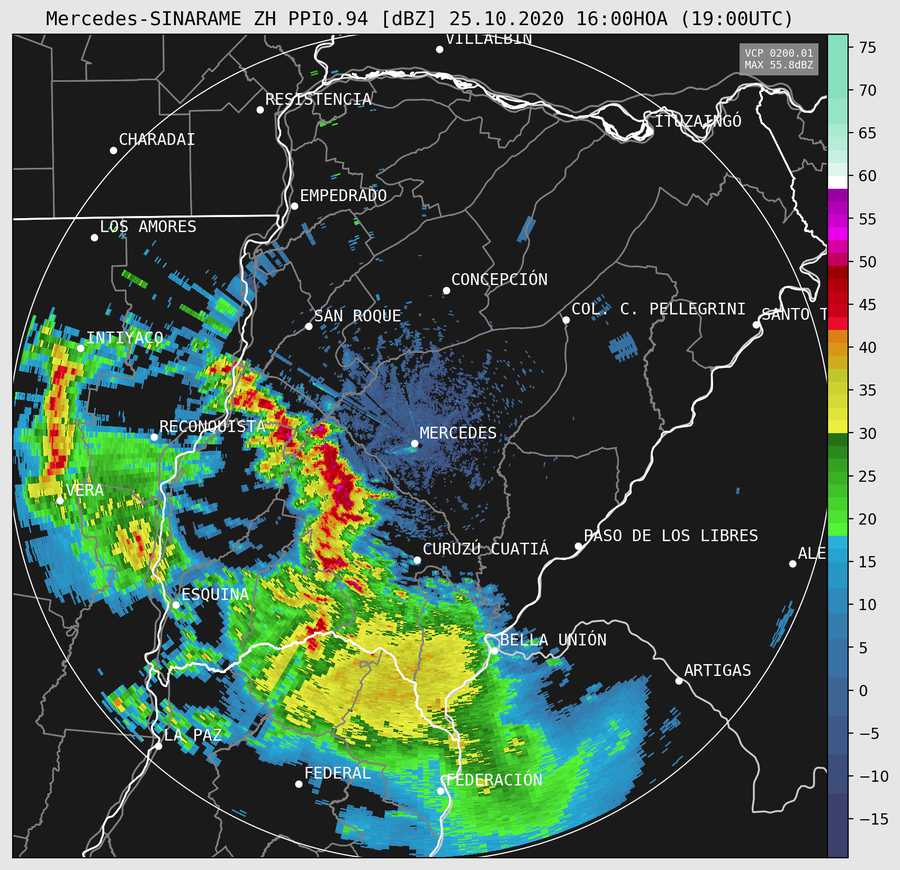 Mercedes-SINARAME ZH PPI0.94 [dBZ] 25.10.2020 16:00HOA (19:00UTC)
VCP 0200.01
MAX 55.8dBZ
VILLALBIN
RESISTENCIA
ITUZAINGÓ
CHARADAI
EMPEDRADO
LOS AMORES
CONCEPCIÓN
COL. C. PELLEGRINI
SANTO T
SAN ROQUE
INTIYACO
RECONQUISTA
MERCEDES
VERA
CURUZÚ CUATIÁ
PASO DE LOS LIBRES
ALE
ESQUINA
BELLA UNIÓN
ARTIGAS
LA PAZ
FEDERAL
FEDERACIÓN
75
70
65
60
55
50
45
40
35
30
25
20
15
10
5
0
−5
−10
−15